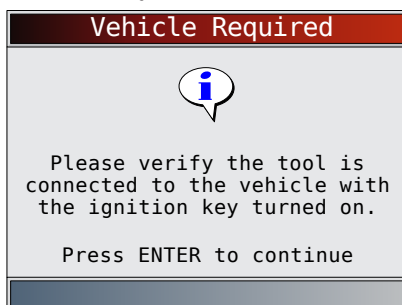 Vehicle Required
i
Please verify the tool is
connected to the vehicle with
the ignition key turned on.
Press ENTER to continue